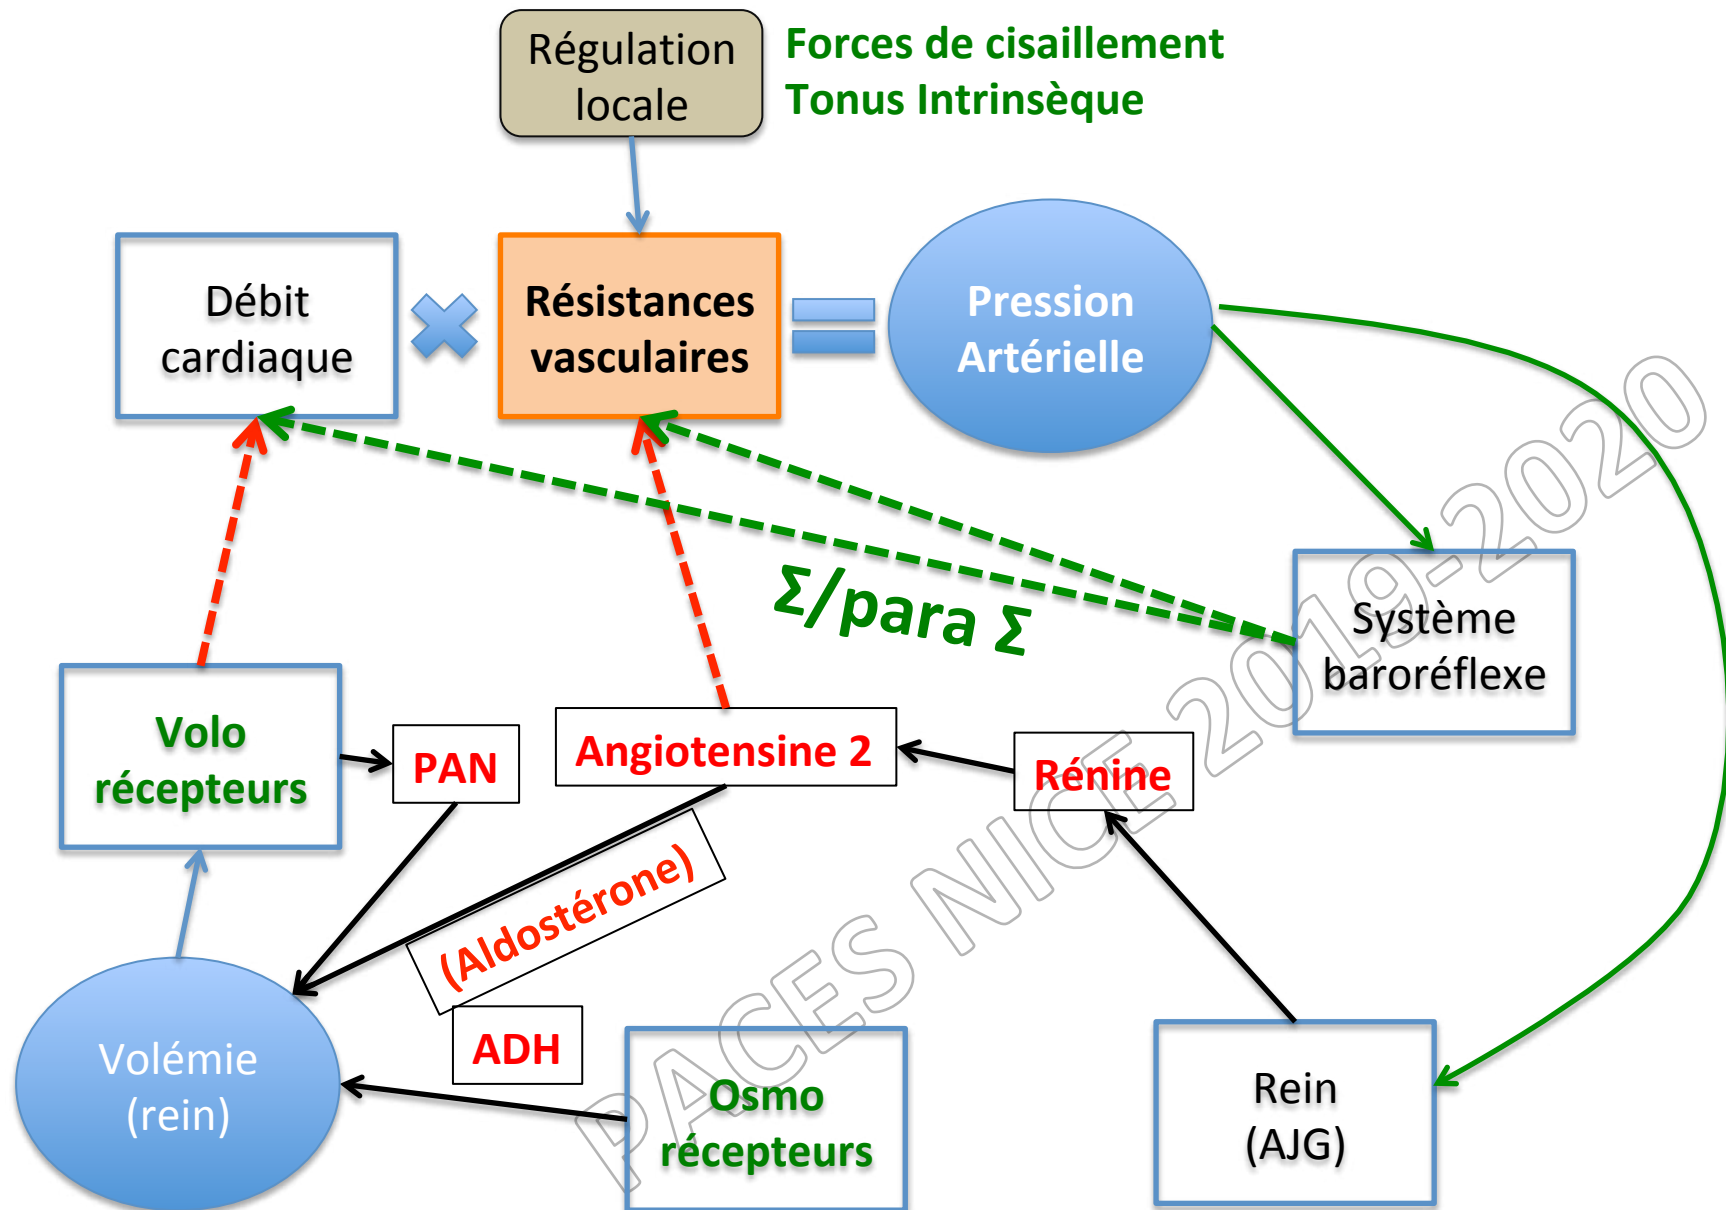 Régulation
locale
Forces de cisaillement
Tonus Intrinsèque
Débit
cardiaque
Résistances
vasculaires
Pression
Artérielle
Σ/para Σ
Système
baroréflexe
Volo
récepteurs
PAN
Angiotensine 2
Rénine
(Aldostérone)
ADH
Volémie
(rein)
Osmo
récepteurs
Rein
(AJG)
PACES NICE 2019-2020